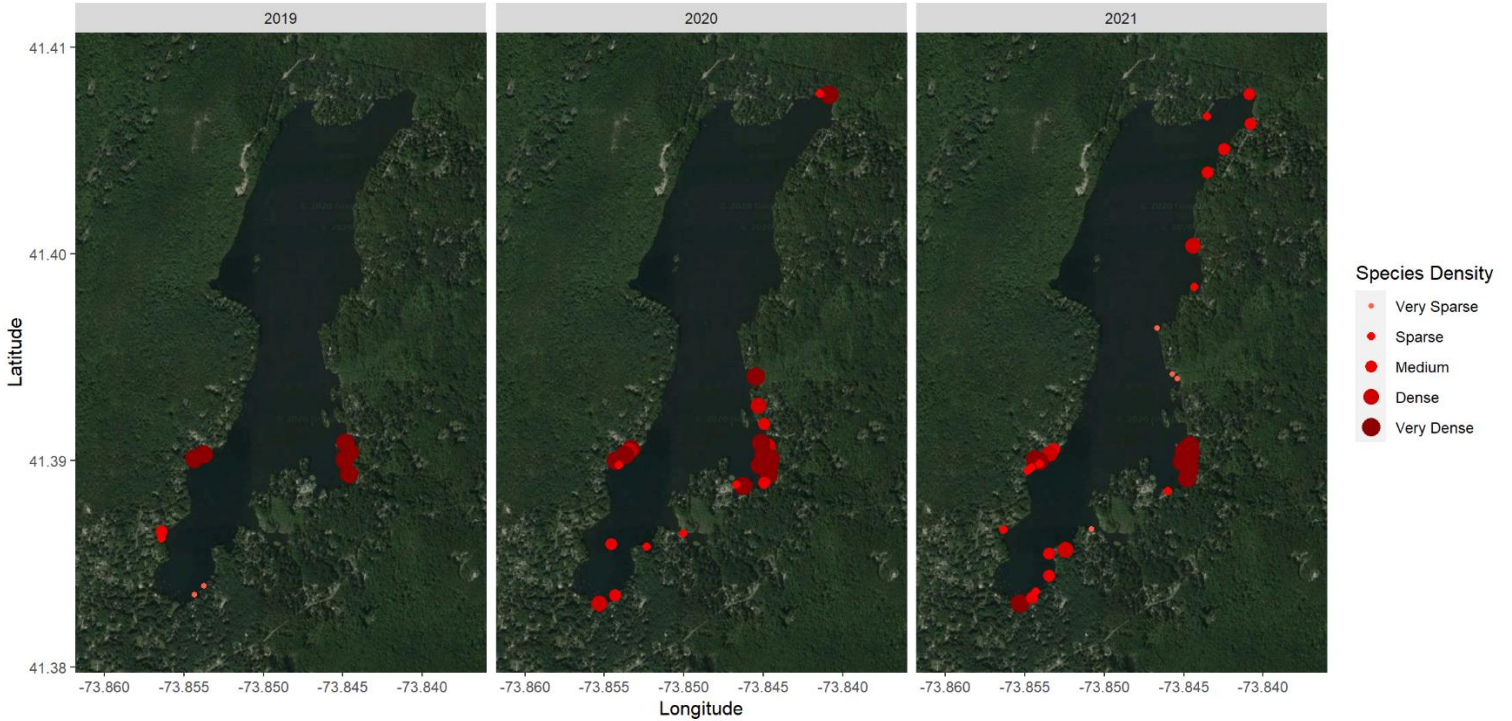 2019 2020 2021
41.41
41.40
41.39
41.38
Latitude
-73.860 -73.855 -73.850 -73.845 -73.840 -73.860 -73.855 -73.850 -73.845 -73.840 -73.860 -73.855 -73.850 -73.845 -73.840
Longitude
Species Density
Very Sparse
Sparse
Medium
Dense
Very Dense